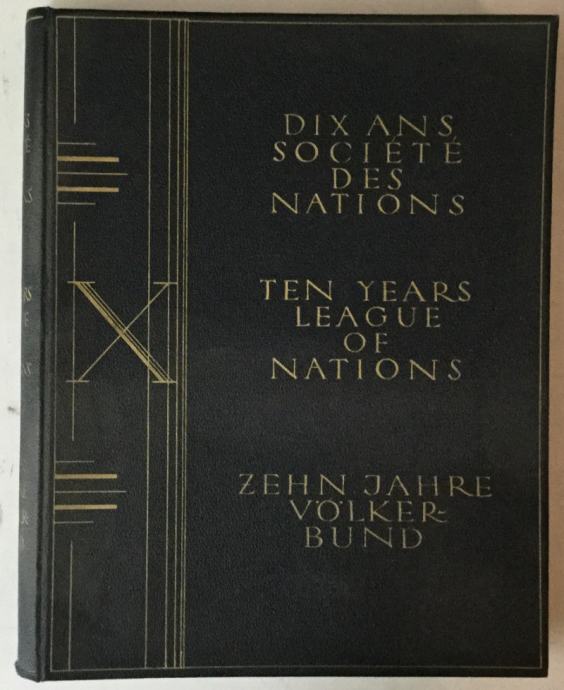 DIX ANS
SOCIÉTÉ
DES
NATIONS
X
TEN YEARS
LEAGUE
OF
NATIONS
ZEHN JAHRE
VÖLKER-
BUND